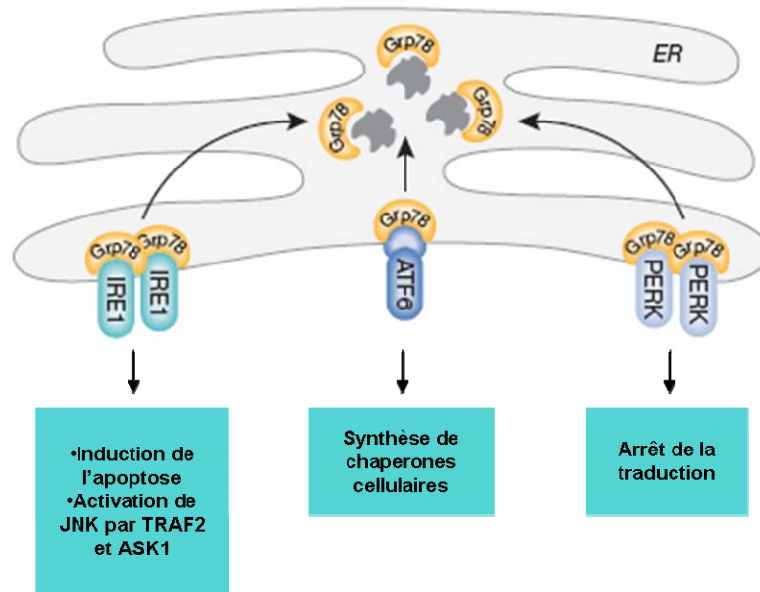 Grp78
ER
Grp78
Grp78
Grp78
Grp78
Grp78
Grp78
Grp78
IRE1
IRE1
ATF6
PERK
PERK
•Induction de
l'apoptose
•Activation de
JNK par TRAF2
et ASK1
Synthèse de
chaperones
cellulaires
Arrêt de la
traduction